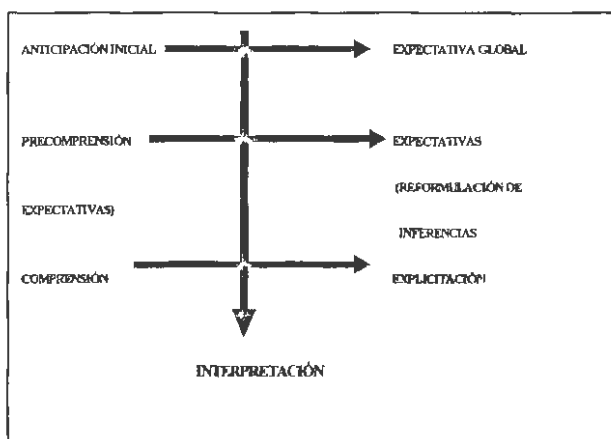 ANTICIPACIÓN INICIAL EXPECTATIVA GLOBAL
PRECOMPRENSIÓN EXPECTATIVAS
(REFORMULACIÓN DE
EXPECTATIVAS)
INFERENCIAS
COMPRENSIÓN EXPLICITACIÓN
INTERPRETACIÓN